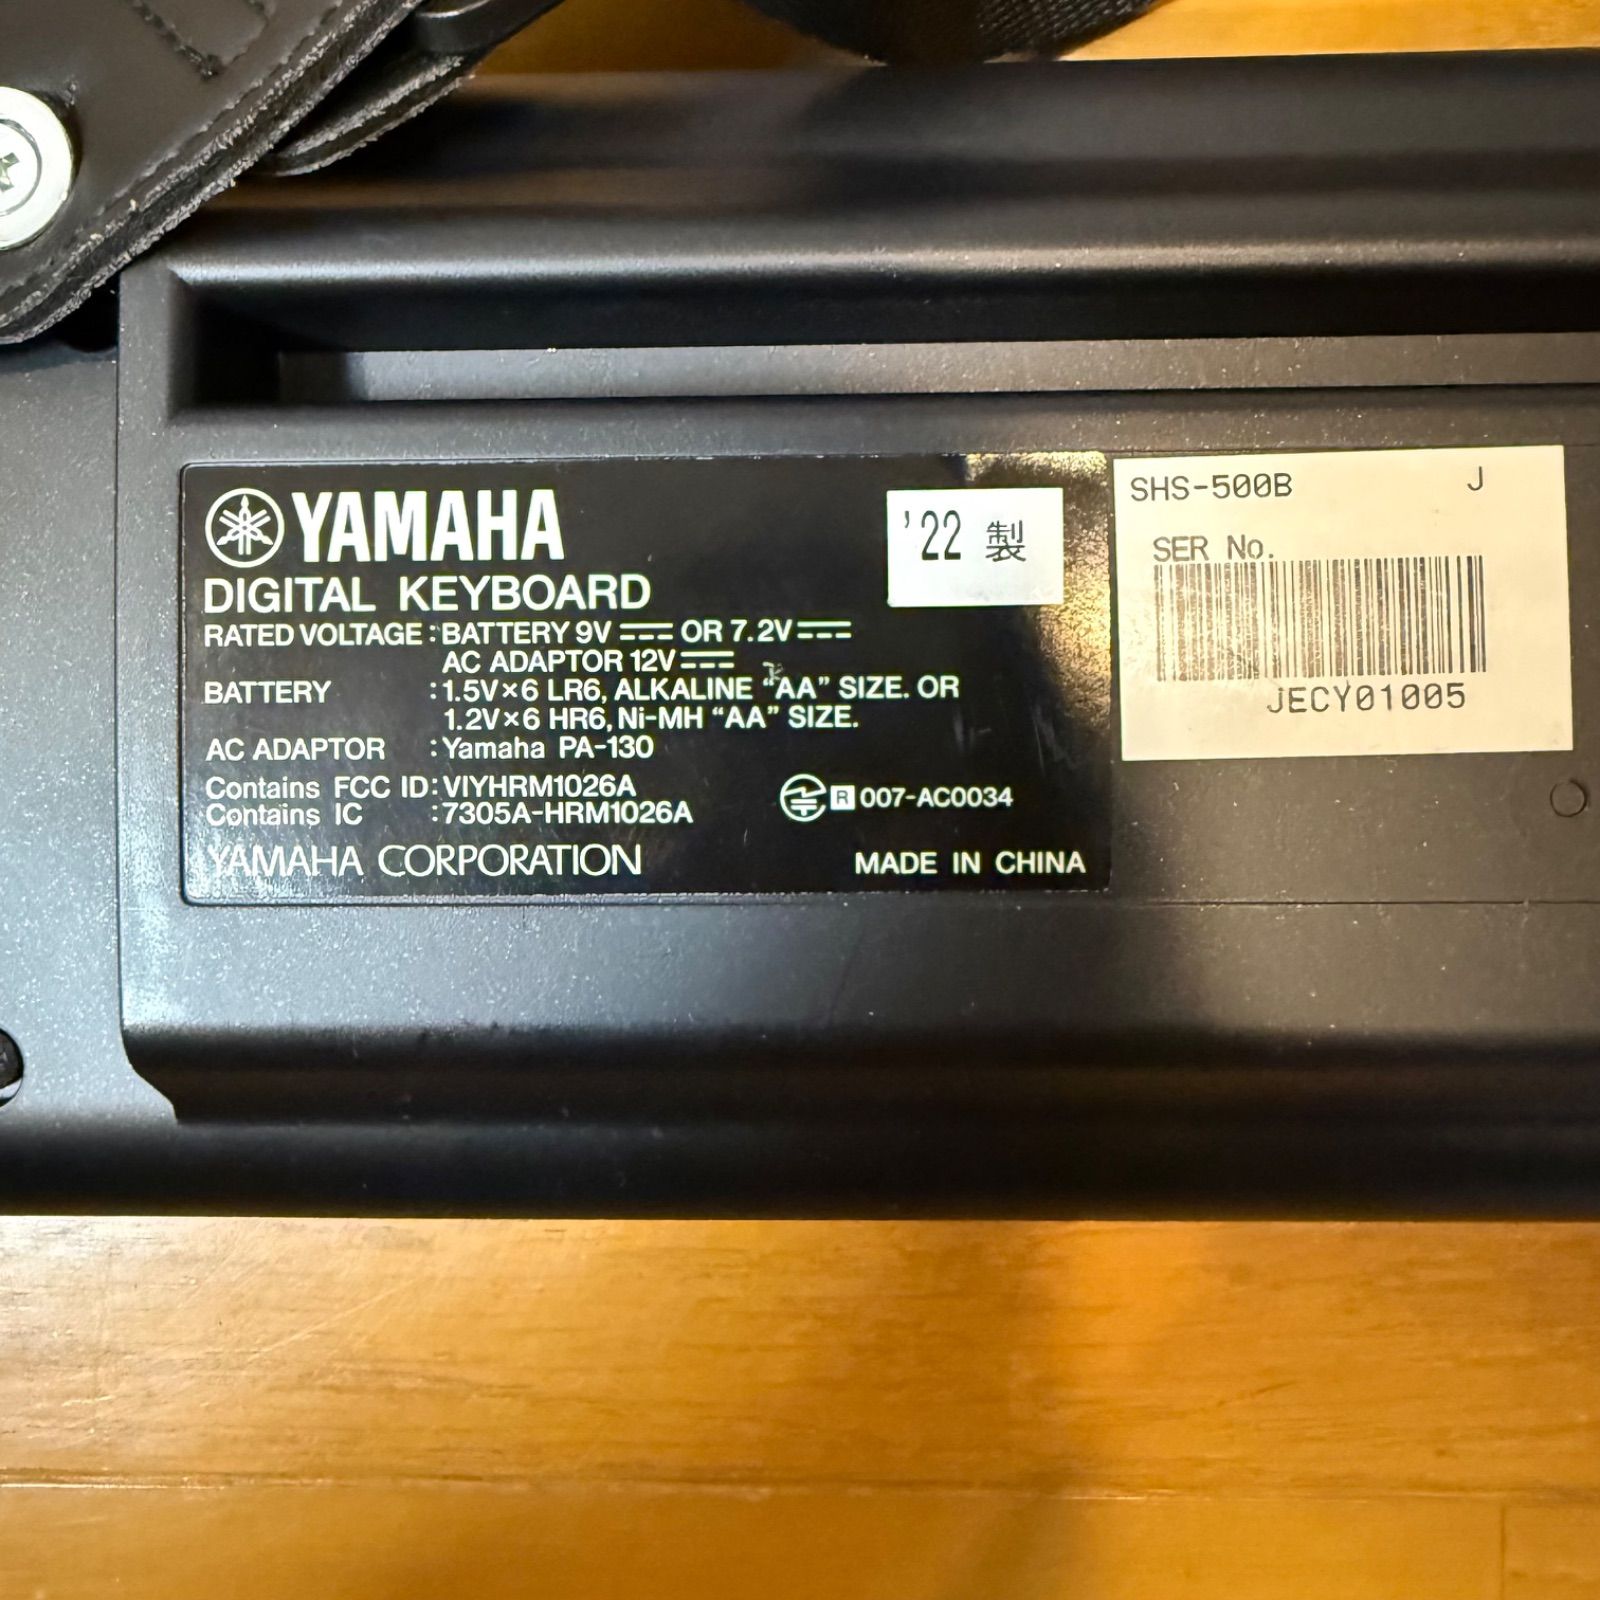 YAMAHA
DIGITAL KEYBOARD
'22 製
RATED VOLTAGE : BATTERY 9V ⎓ OR 7.2V ⎓
AC ADAPTOR 12V ⎓
BATTERY : 1.5V×6 LR6, ALKALINE “AA” SIZE. OR
1.2V×6 HR6, Ni-MH “AA” SIZE.
AC ADAPTOR : Yamaha PA-130
Contains FCC ID: VIYHRM1026A
Contains IC : 7305A-HRM1026A
R 007-AC0034
YAMAHA CORPORATION
MADE IN CHINA
SHS-500B J
SER No.
JECY01005